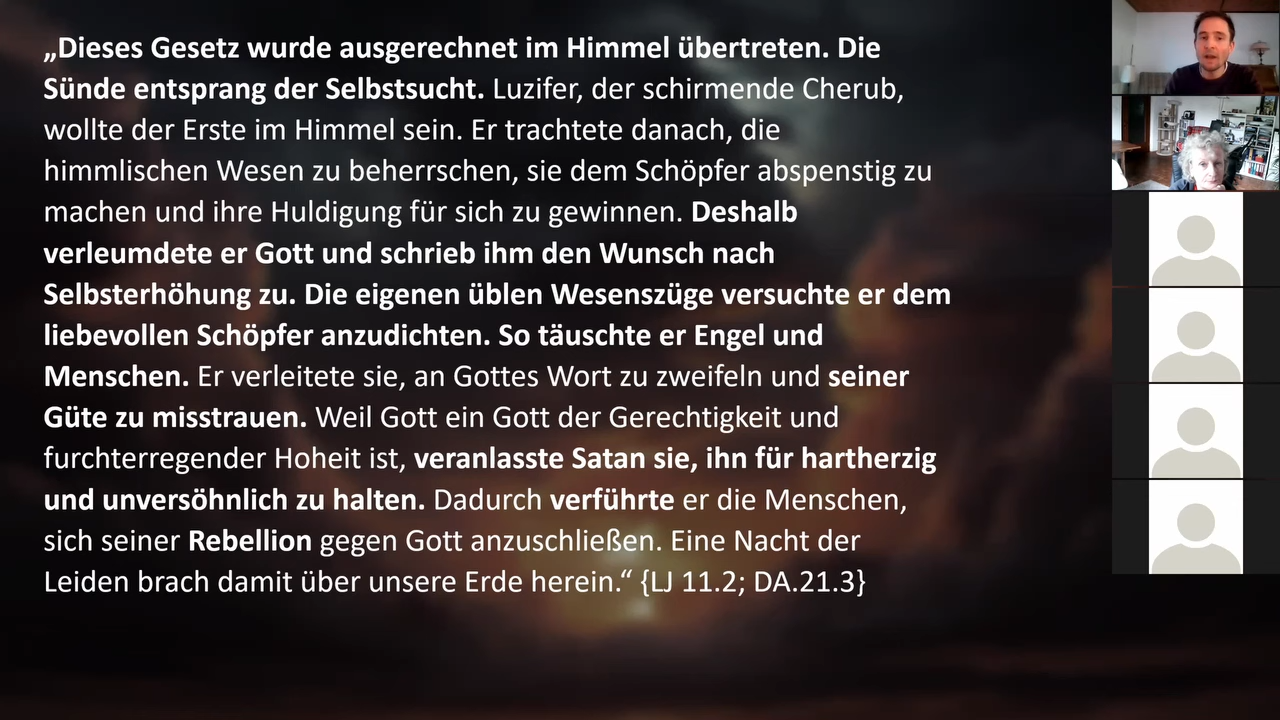 „Dieses Gesetz wurde ausgerechnet im Himmel übertreten. Die
Sünde entsprang der Selbstsucht. Luzifer, der schirmende Cherub,
wollte der Erste im Himmel sein. Er trachtete danach, die
himmlischen Wesen zu beherrschen, sie dem Schöpfer abspenstig zu
machen und ihre Huldigung für sich zu gewinnen. Deshalb
verleumdete er Gott und schrieb ihm den Wunsch nach
Selbsterhöhung zu. Die eigenen üblen Wesenszüge versuchte er dem
liebevollen Schöpfer anzudichten. So täuschte er Engel und
Menschen. Er verleitete sie, an Gottes Wort zu zweifeln und seiner
Güte zu misstrauen. Weil Gott ein Gott der Gerechtigkeit und
furchterregender Hoheit ist, veranlasste Satan sie, ihn für hartherzig
und unversöhnlich zu halten. Dadurch verführte er die Menschen,
sich seiner Rebellion gegen Gott anzuschließen. Eine Nacht der
Leiden brach damit über unsere Erde herein.“ {LJ 11.2; DA.21.3}